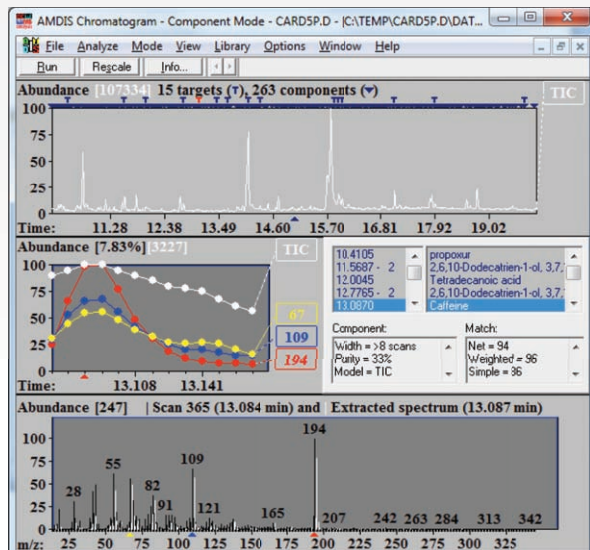 AMDIS Chromatogram - Component Mode - CARD5P.D - [C:\TEMP\CARD5P.D\DAT...
File Analyze Mode View Library Options Window Help
Run Rescale Info...
Abundance [107334] 15 targets (T), 263 components (▼) TIC
100
75
50
25
0
Time: 11.28 12.38 13.49 14.60 15.70 16.81 17.92 19.02
Abundance [7.83%] [3227] TIC
100
75
50
25
0
67
109
194
Time: 13.108 13.141
10.4105 propoxur
11.5687 - 2 2,6,10-Dodecatrien-1-ol, 3,7,
12.0045 Tetradecanoic acid
12.7765 - 2 2,6,10-Dodecatrien-1-ol, 3,7,
13.0870 Caffeine
Component: Match:
Width = >8 scans Net = 94
Purity = 33% Weighted = 96
Model = TIC Simple = 36
Abundance [247] | Scan 365 (13.084 min) and | Extracted spectrum (13.087 min)
100
75
50
25
0
28 55 82 91 109 121 165 194 207 242 263 284 313 342
m/z: 25 50 75 100 125 150 175 200 225 250 275 300 325